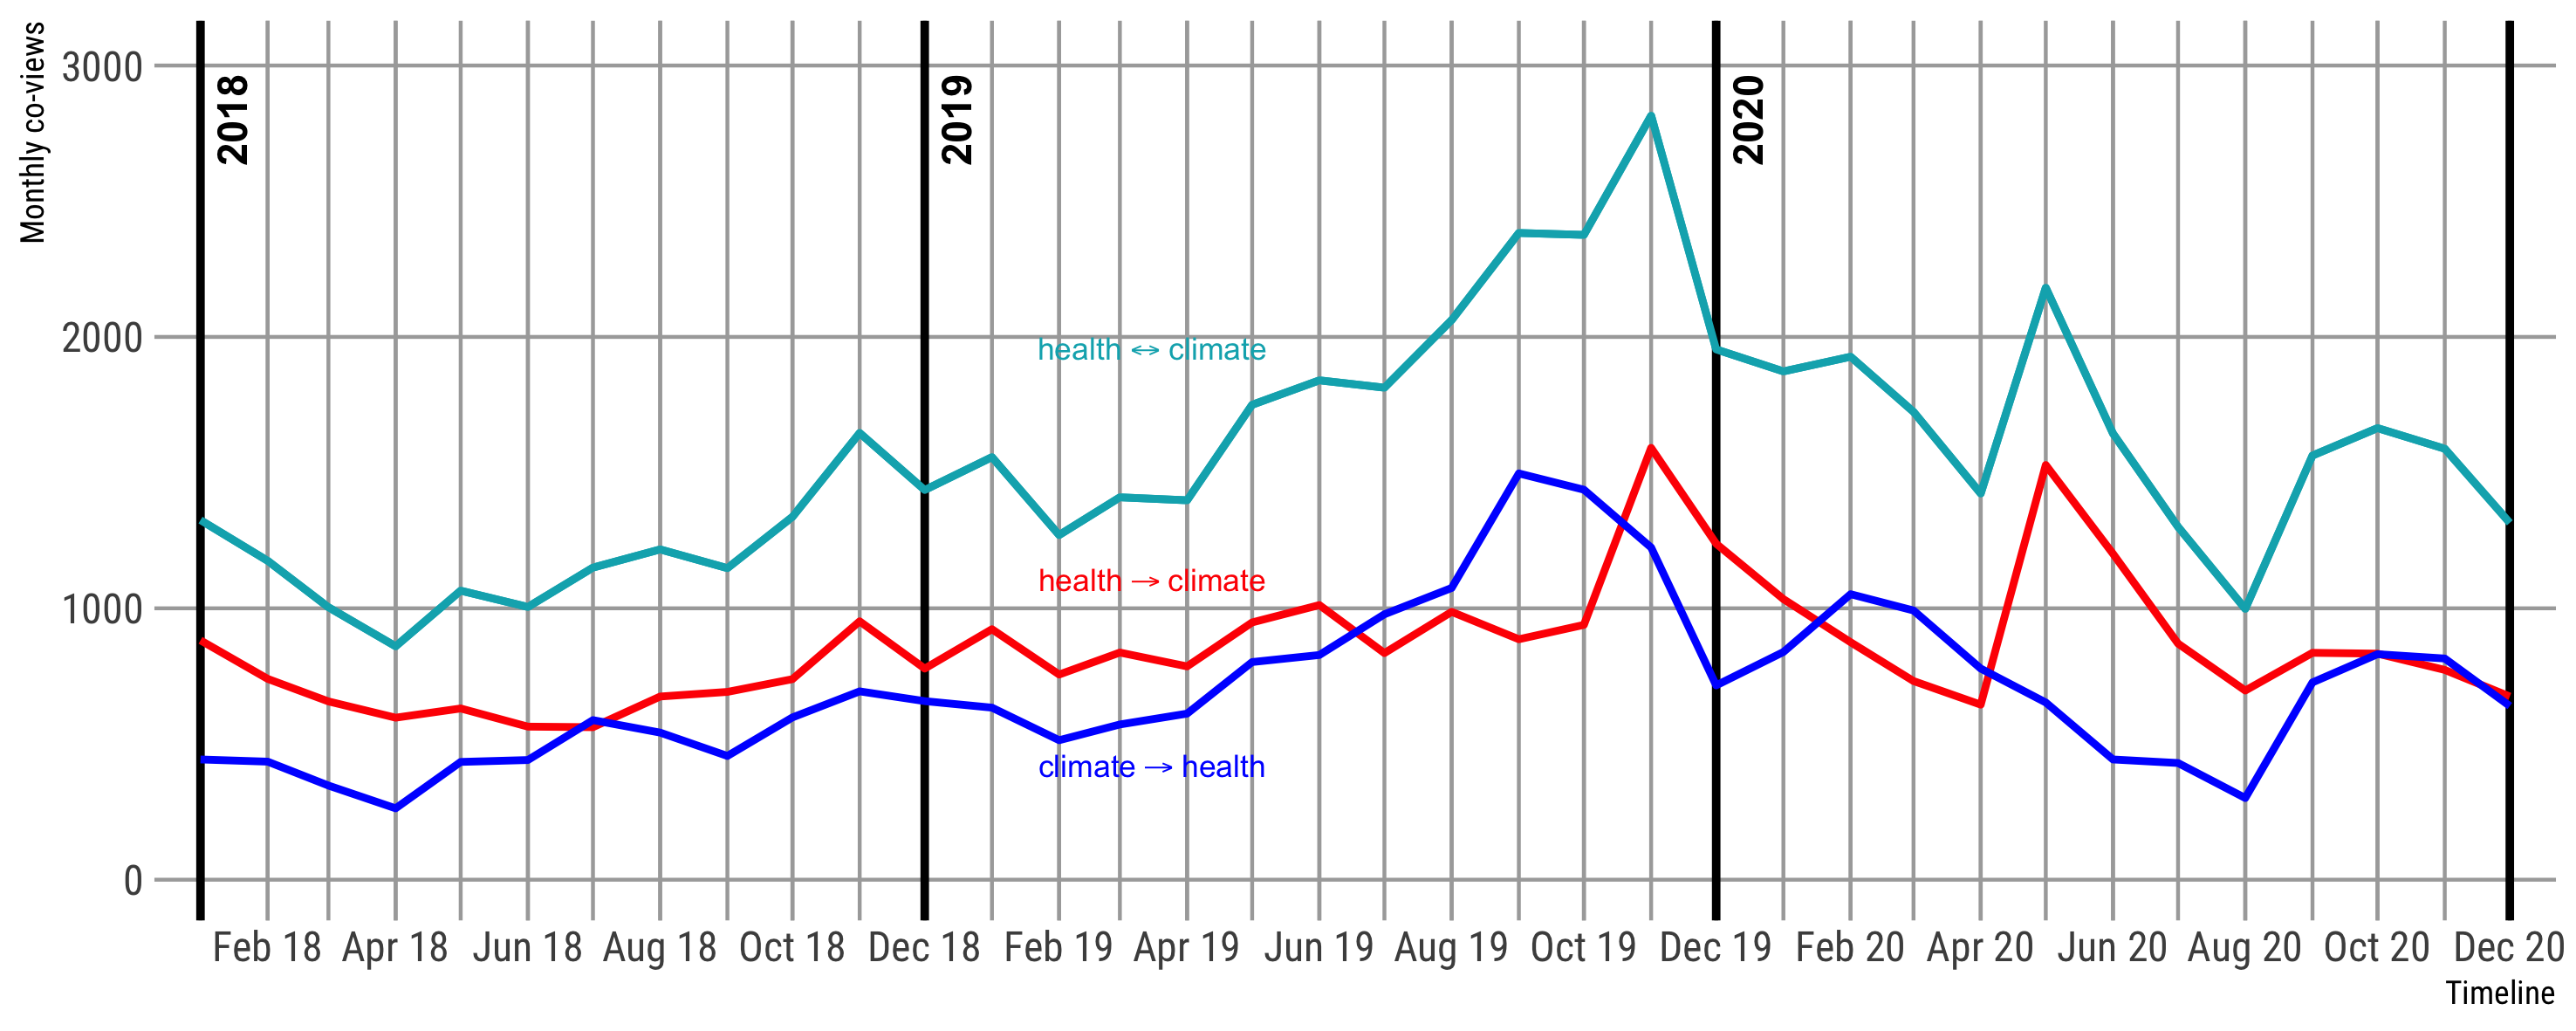 Monthly co-views
3000
2000
1000
0
2018
2019
2020
health ↔ climate
health → climate
climate → health
Feb 18 Apr 18 Jun 18 Aug 18 Oct 18 Dec 18 Feb 19 Apr 19 Jun 19 Aug 19 Oct 19 Dec 19 Feb 20 Apr 20 Jun 20 Aug 20 Oct 20 Dec 20
Timeline